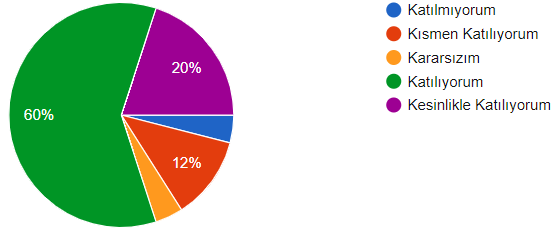 Katılmıyorum
Kısmen Katılıyorum
Kararsızım
Katılıyorum
Kesinlikle Katılıyorum
20%
60%
12%